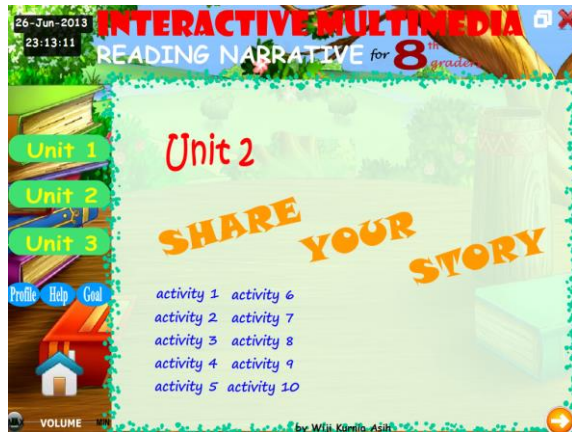 26-Jun-2013
23:13:11
INTERACTIVE MULTIMEDIA
READING NARRATIVE for 8th graders
Unit 1
Unit 2
Unit 3
Profile Help Goal
VOLUME
Unit 2
SHARE
YOUR
STORY
activity 1 activity 6
activity 2 activity 7
activity 3 activity 8
activity 4 activity 9
activity 5 activity 10
by Wiji Kurnia Asih